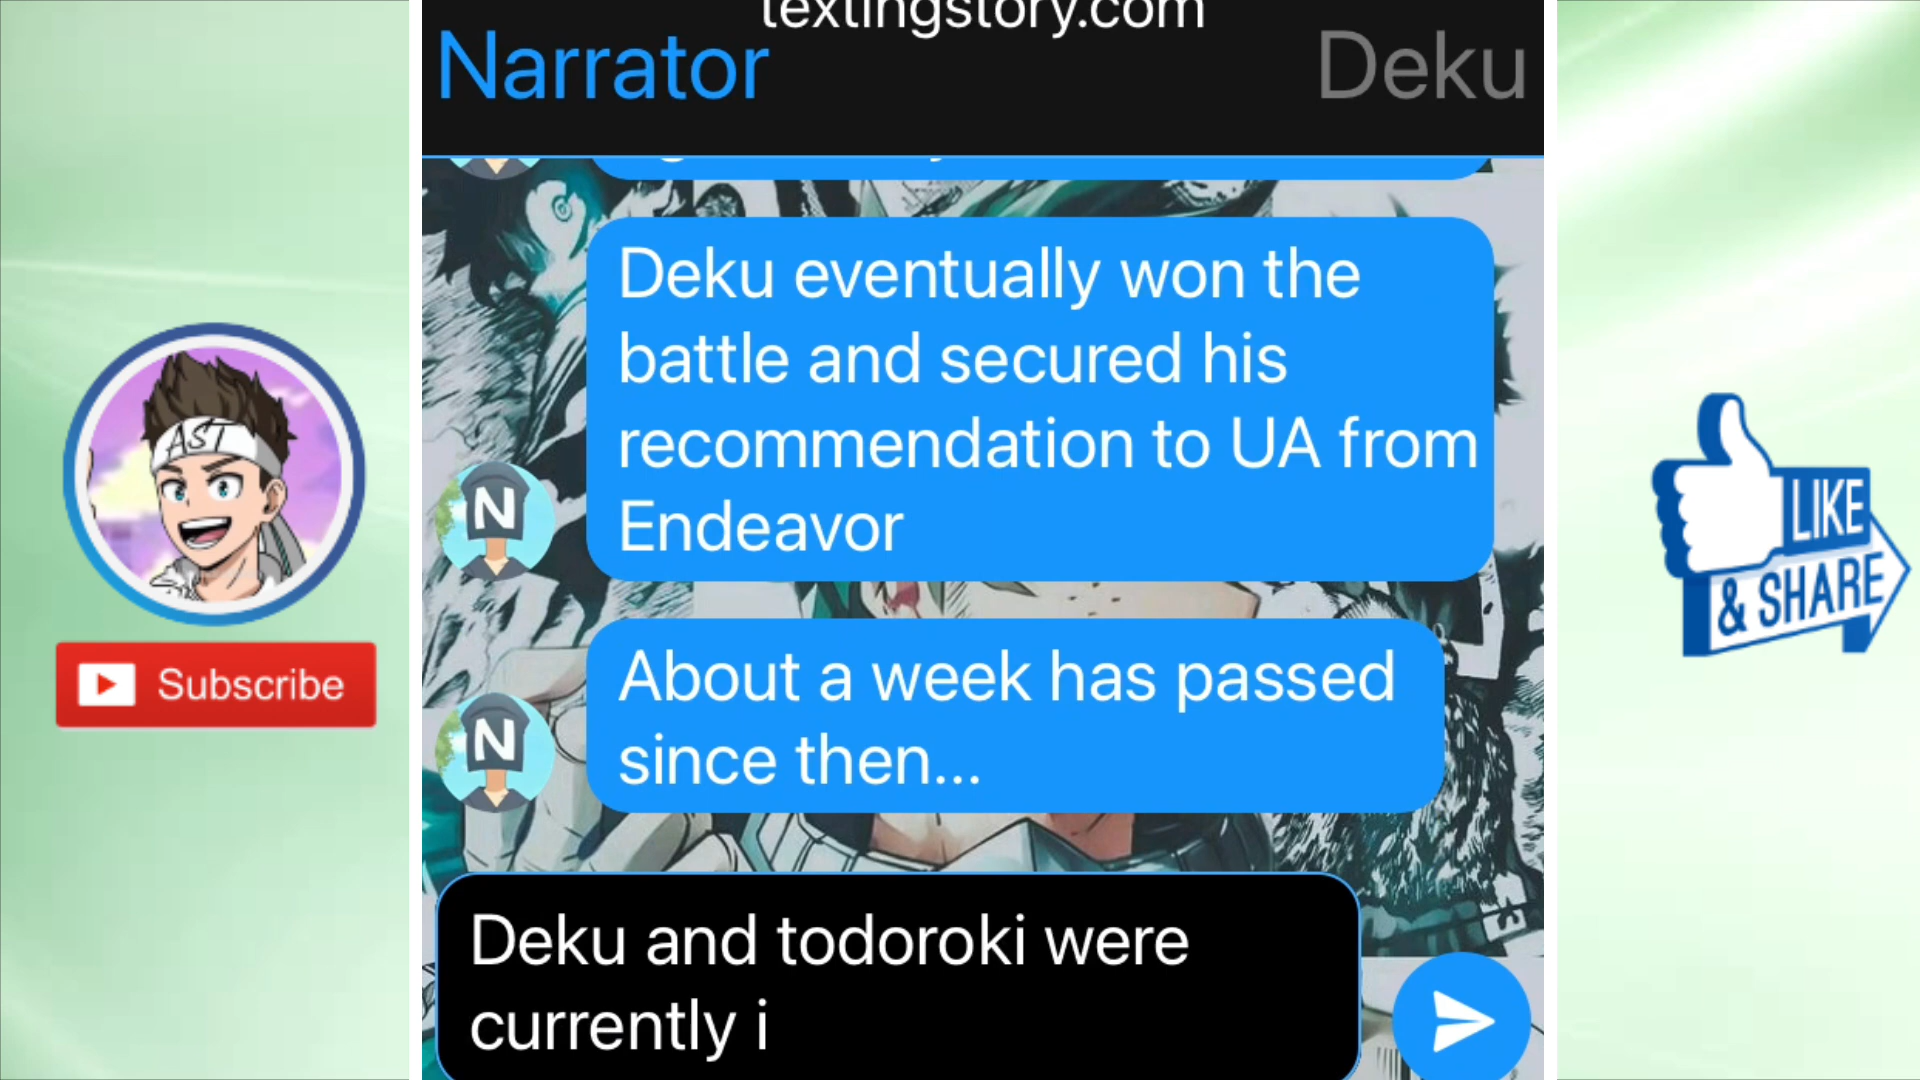 textingstory.com
Narrator
Deku
Deku eventually won the
battle and secured his
recommendation to UA from
Endeavor
N
About a week has passed
since then...
N
Deku and todoroki were
currently i
AST
Subscribe
LIKE
& SHARE